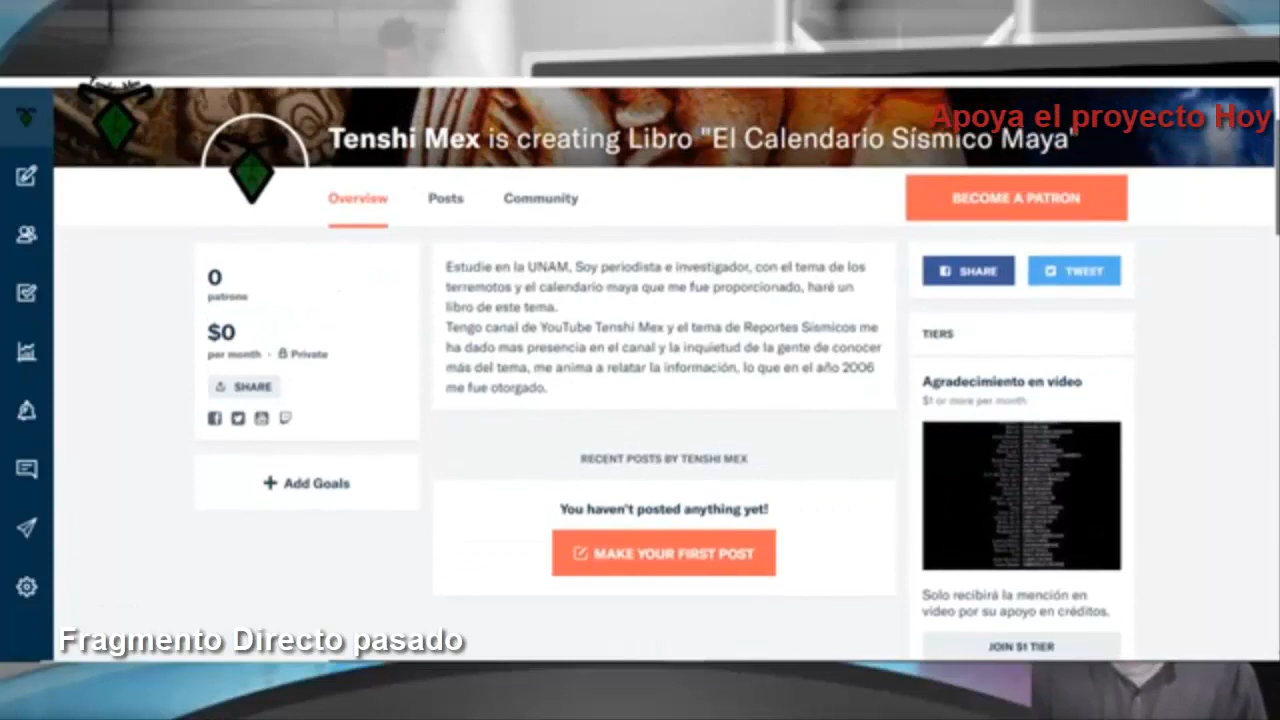 Apoya el proyecto Hoy
Tenshi Mex is creating Libro "El Calendario Sísmico Maya"
Overview
Posts
Community
BECOME A PATRON
0
patrons
$0
per month · Private
SHARE
Add Goals
Estudie en la UNAM, Soy periodista e investigador, con el tema de los
terremotos y el calendario maya que me fue proporcionado, haré un
libro de este tema.
Tengo canal de YouTube Tenshi Mex y el tema de Reportes Sísmicos me
ha dado mas presencia en el canal y la inquietud de la gente de conocer
más del tema, me anima a relatar la información, lo que en el año 2006
me fue otorgado.
RECENT POSTS BY TENSHI MEX
You haven't posted anything yet!
MAKE YOUR FIRST POST
SHARE
TWEET
TIERS
Agradecimiento en video
$1 or more per month
Solo recibirá la mención en
video por su apoyo en créditos.
JOIN $1 TIER
Fragmento Directo pasado